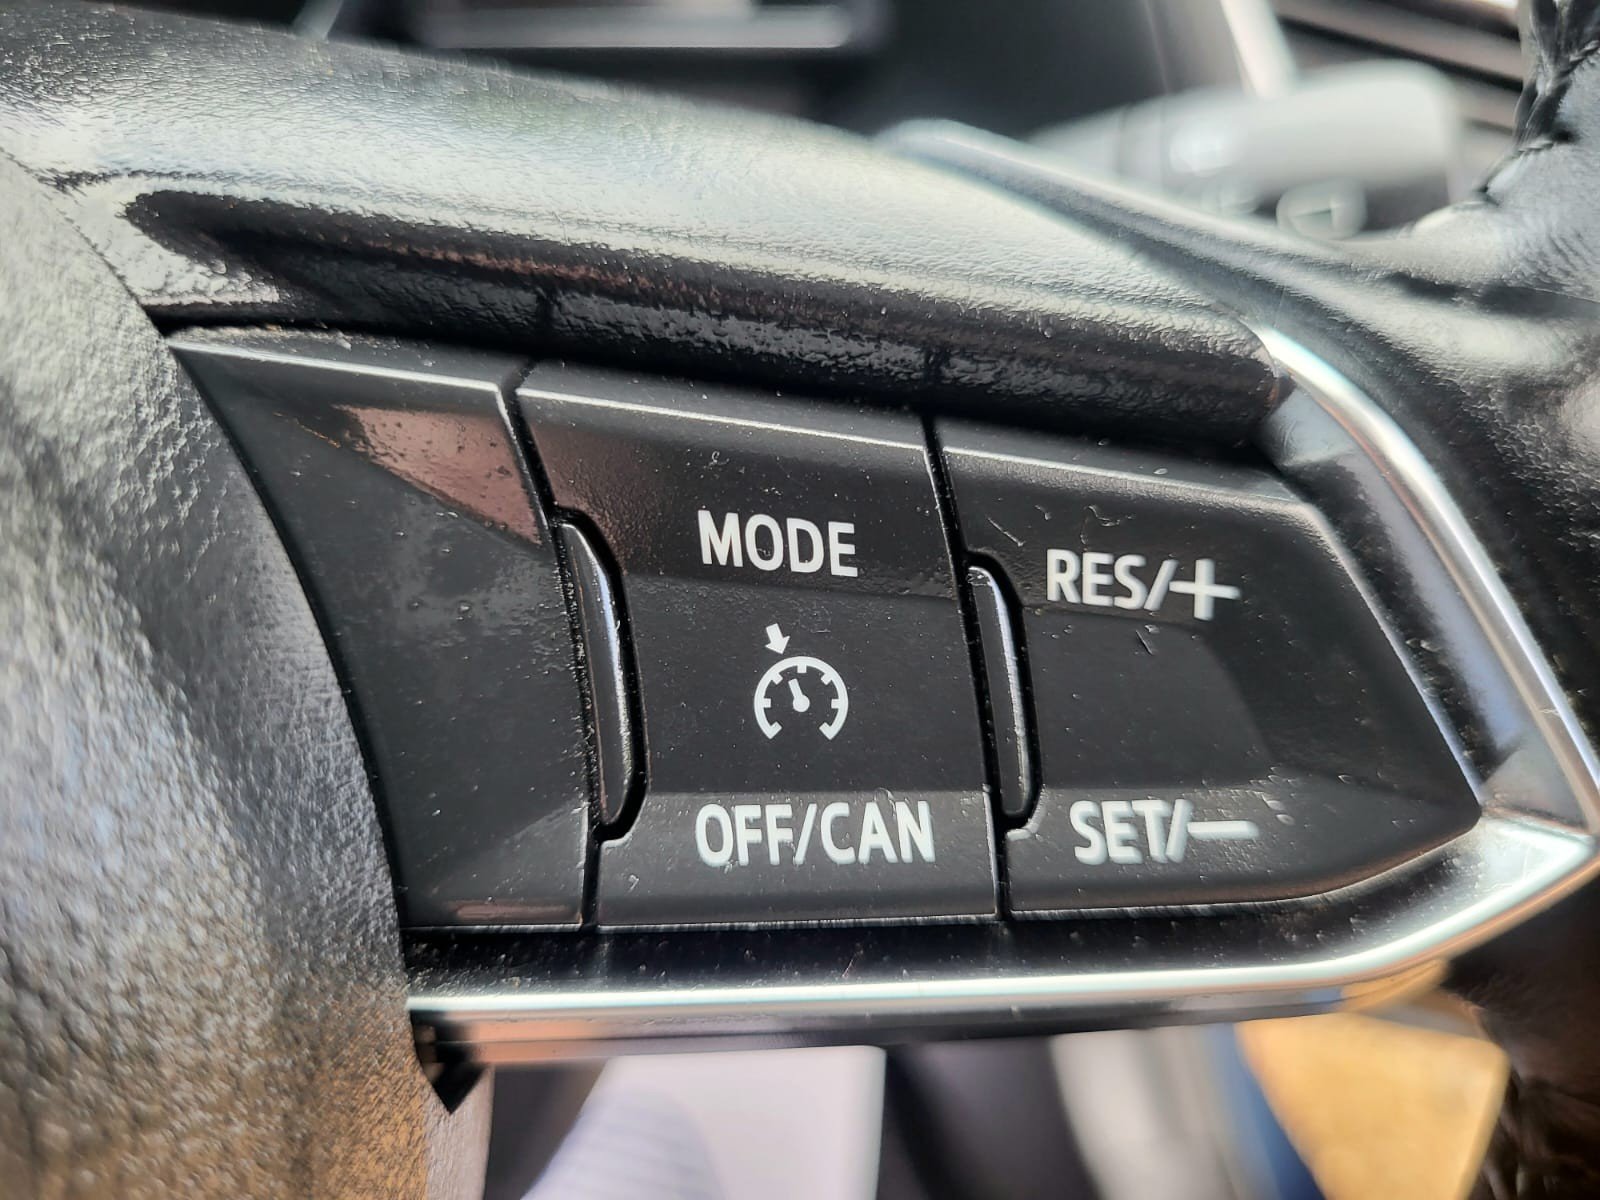 MODE
RES/+
OFF/CAN
SET/—